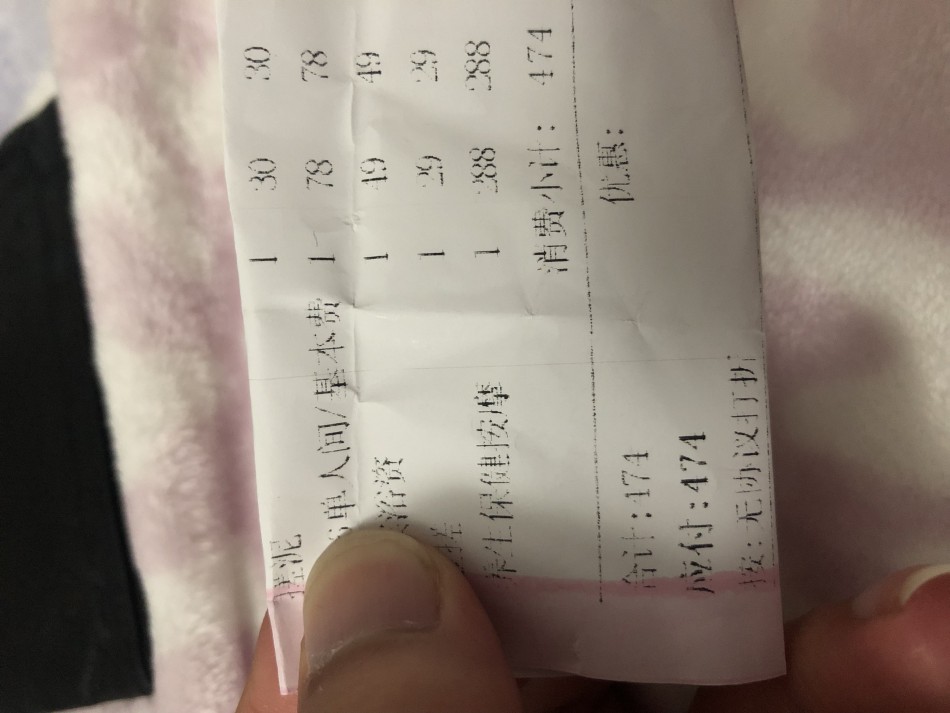 搓泥 1 30 30
单人间/基本费 1 78 78
浴资 1 49 49
搓 1 29 29
养生保健按摩 1 288 288
消费小计: 474
优惠:
合计:474
应付:474
按:无协议打折